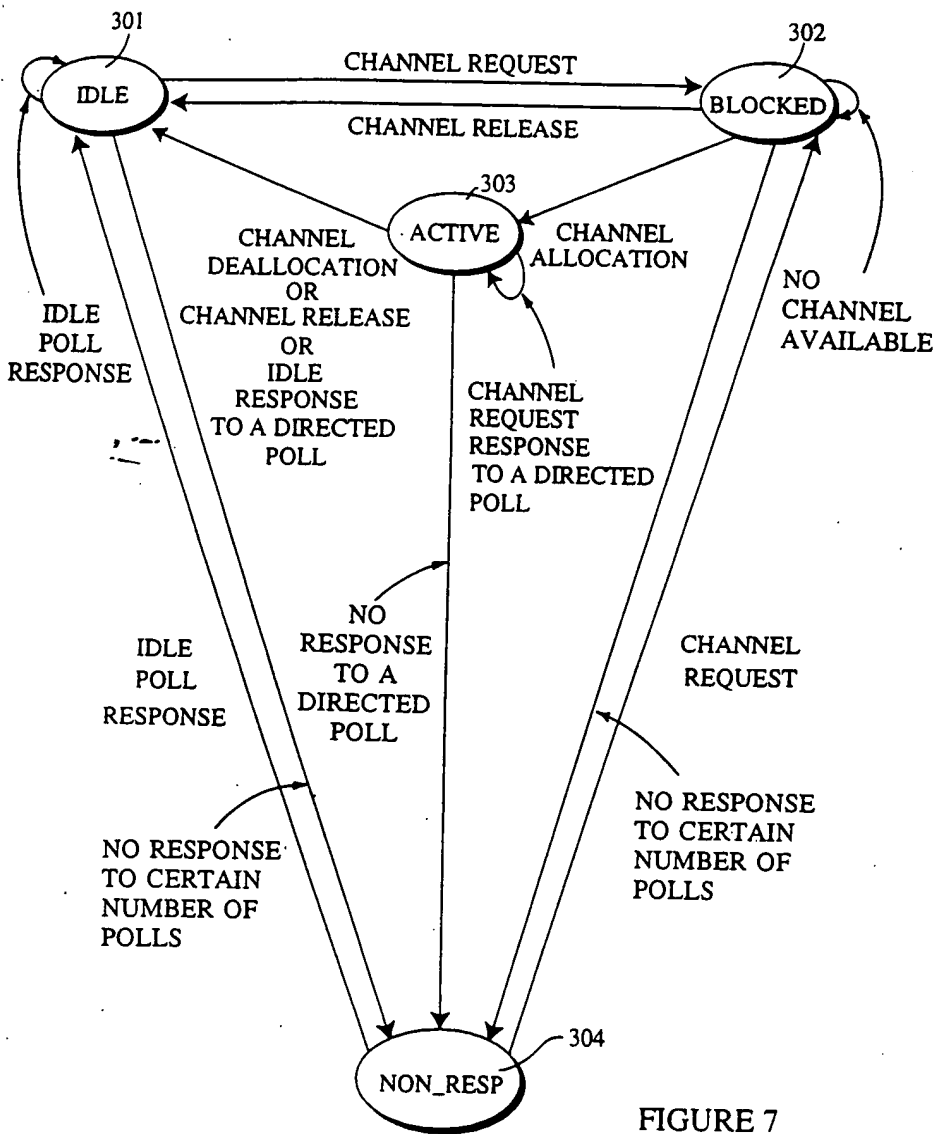 301
302
CHANNEL REQUEST
IDLE
BLOCKED
CHANNEL RELEASE
303
ACTIVE
CHANNEL
DEALLOCATION
OR
CHANNEL RELEASE
OR
IDLE
RESPONSE
TO A DIRECTED
POLL
CHANNEL
ALLOCATION
NO
CHANNEL
AVAILABLE
IDLE
POLL
RESPONSE
CHANNEL
REQUEST
RESPONSE
TO A DIRECTED
POLL
NO
RESPONSE
TO A
DIRECTED
POLL
IDLE
POLL
RESPONSE
CHANNEL
REQUEST
NO RESPONSE
TO CERTAIN
NUMBER OF
POLLS
NO RESPONSE
TO CERTAIN
NUMBER OF
POLLS
304
NON_RESP
FIGURE 7